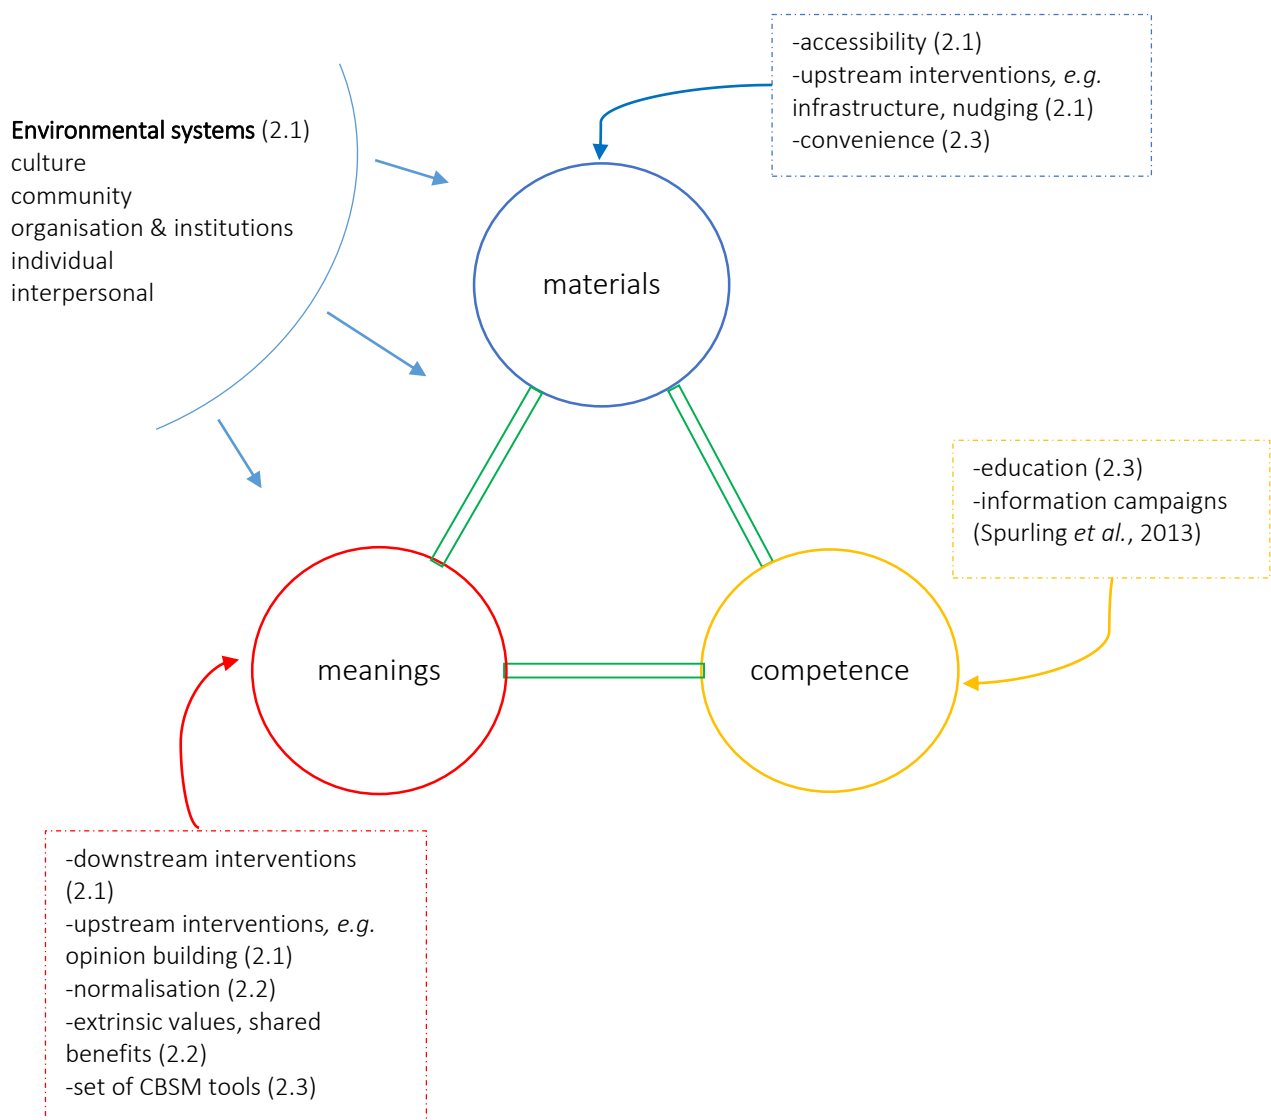 -accessibility (2.1)
-upstream interventions, e.g.
infrastructure, nudging (2.1)
-convenience (2.3)
Environmental systems (2.1)
culture
community
organisation & institutions
individual
interpersonal
materials
-education (2.3)
-information campaigns
(Spurling et al., 2013)
meanings
competence
-downstream interventions
(2.1)
-upstream interventions, e.g.
opinion building (2.1)
-normalisation (2.2)
-extrinsic values, shared
benefits (2.2)
-set of CBSM tools (2.3)